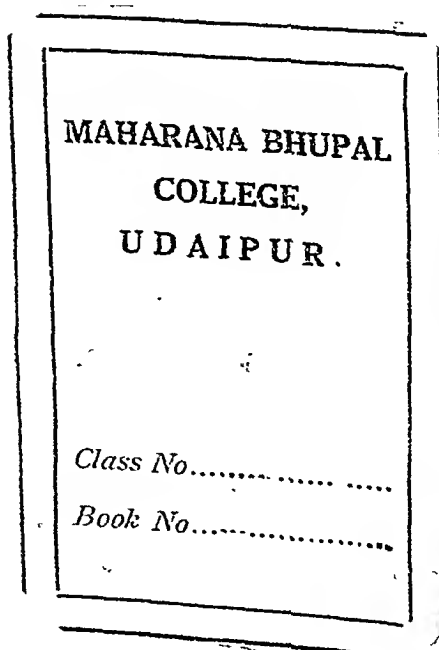 MAHARANA BHUPAL
COLLEGE,
UDAIPUR.
Class No.....................
Book No.....................